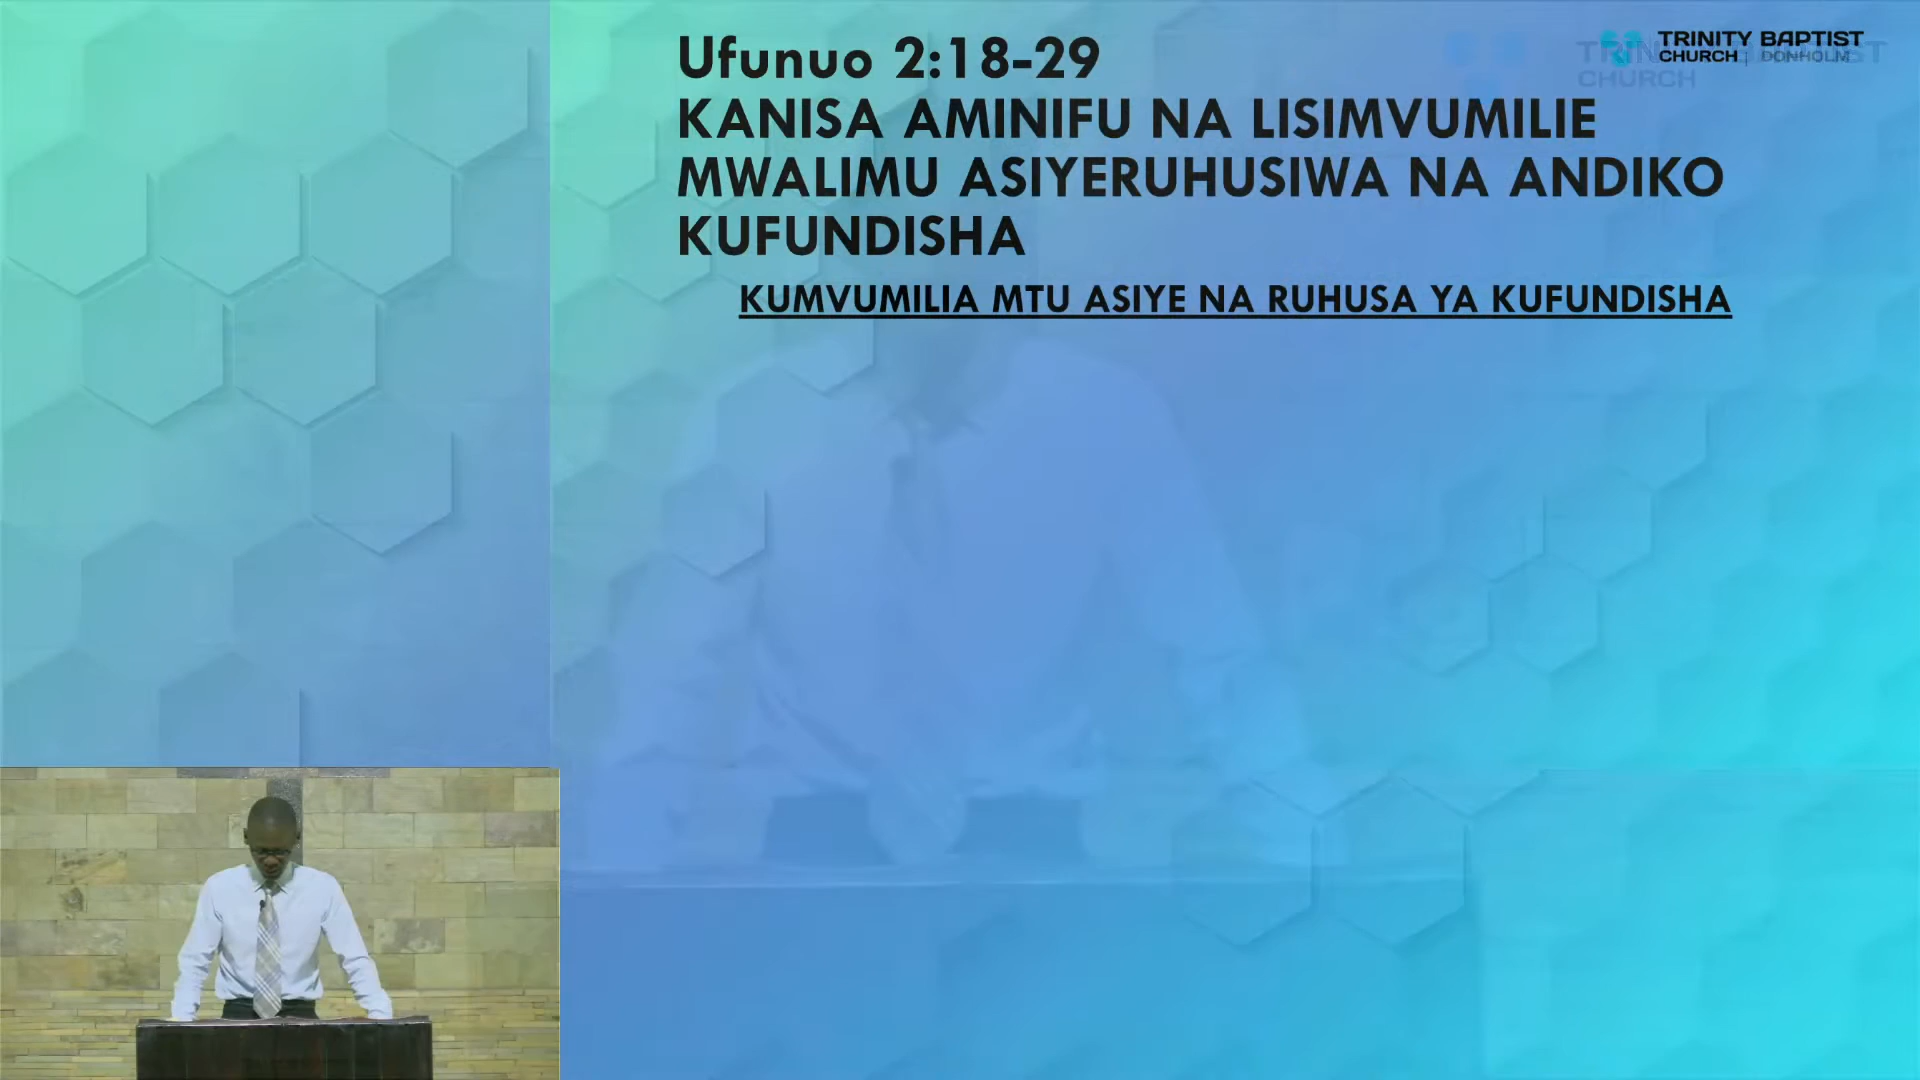 Ufunuo 2:18-29
KANISA AMINIFU NA LISIMVUMILIE
MWALIMU ASIYERUHUSIWA NA ANDIKO
KUFUNDISHA
KUMVUMILIA MTU ASIYE NA RUHUSA YA KUFUNDISHA
TRINITY BAPTIST
CHURCH | DONHOLM